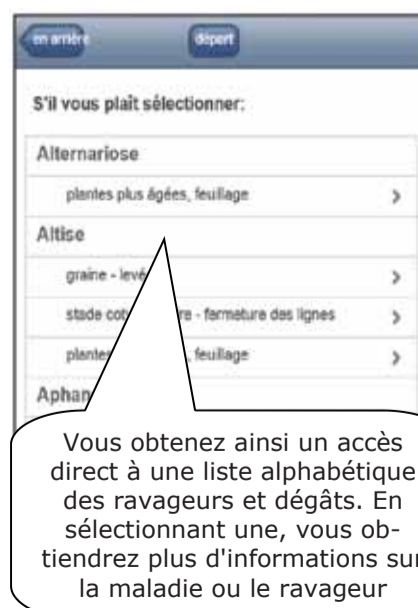 en arrière
départ
S'il vous plaît sélectionner:
Alternariose
plantes plus âgées, feuillage
Altise
graine - levé
stade cot re - fermeture des lignes
plantes , feuillage
Aphan
Vous obtenez ainsi un accès
direct à une liste alphabétique
des ravageurs et dégâts. En
sélectionnant une, vous ob-
tiendrez plus d'informations sur
la maladie ou le ravageur